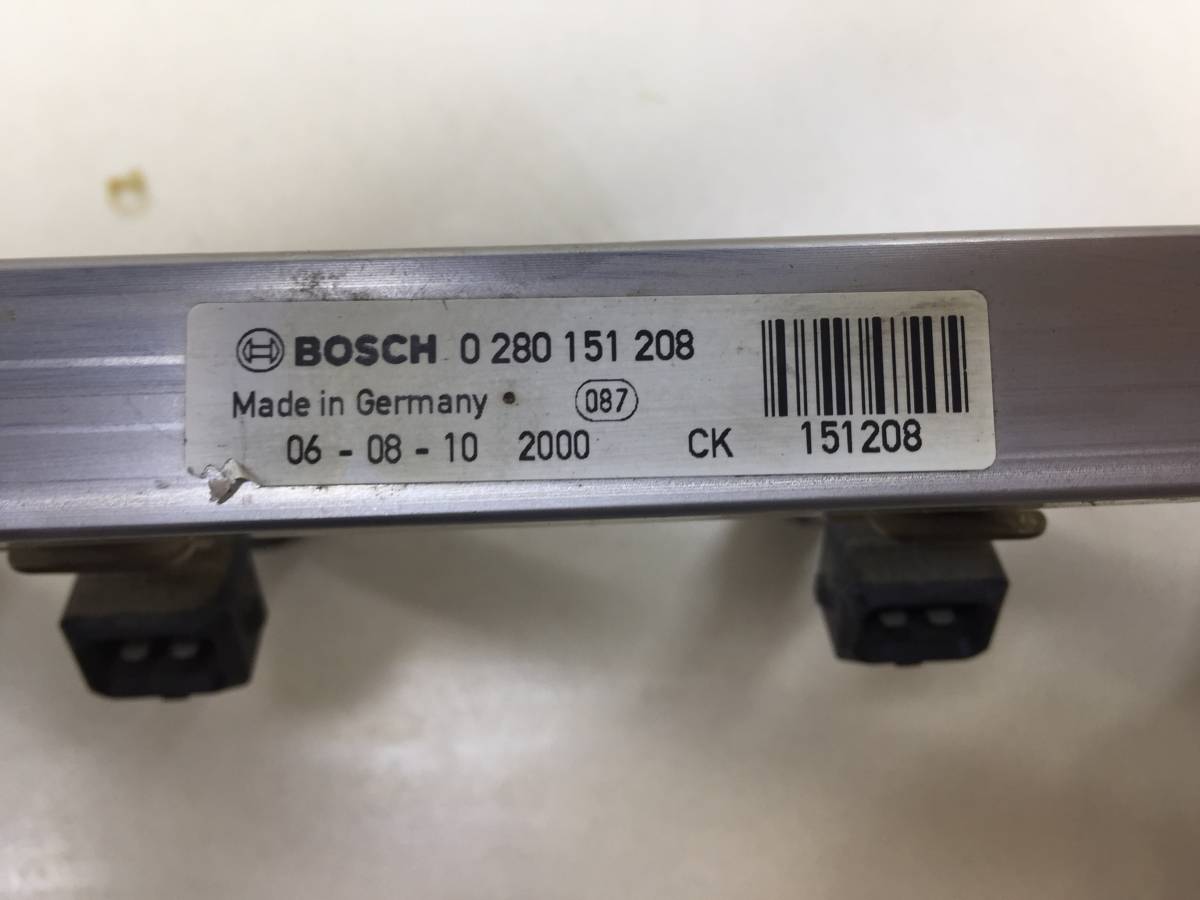 BOSCH 0 280 151 208
Made in Germany 087
06 - 08 - 10 2000 CK 151208